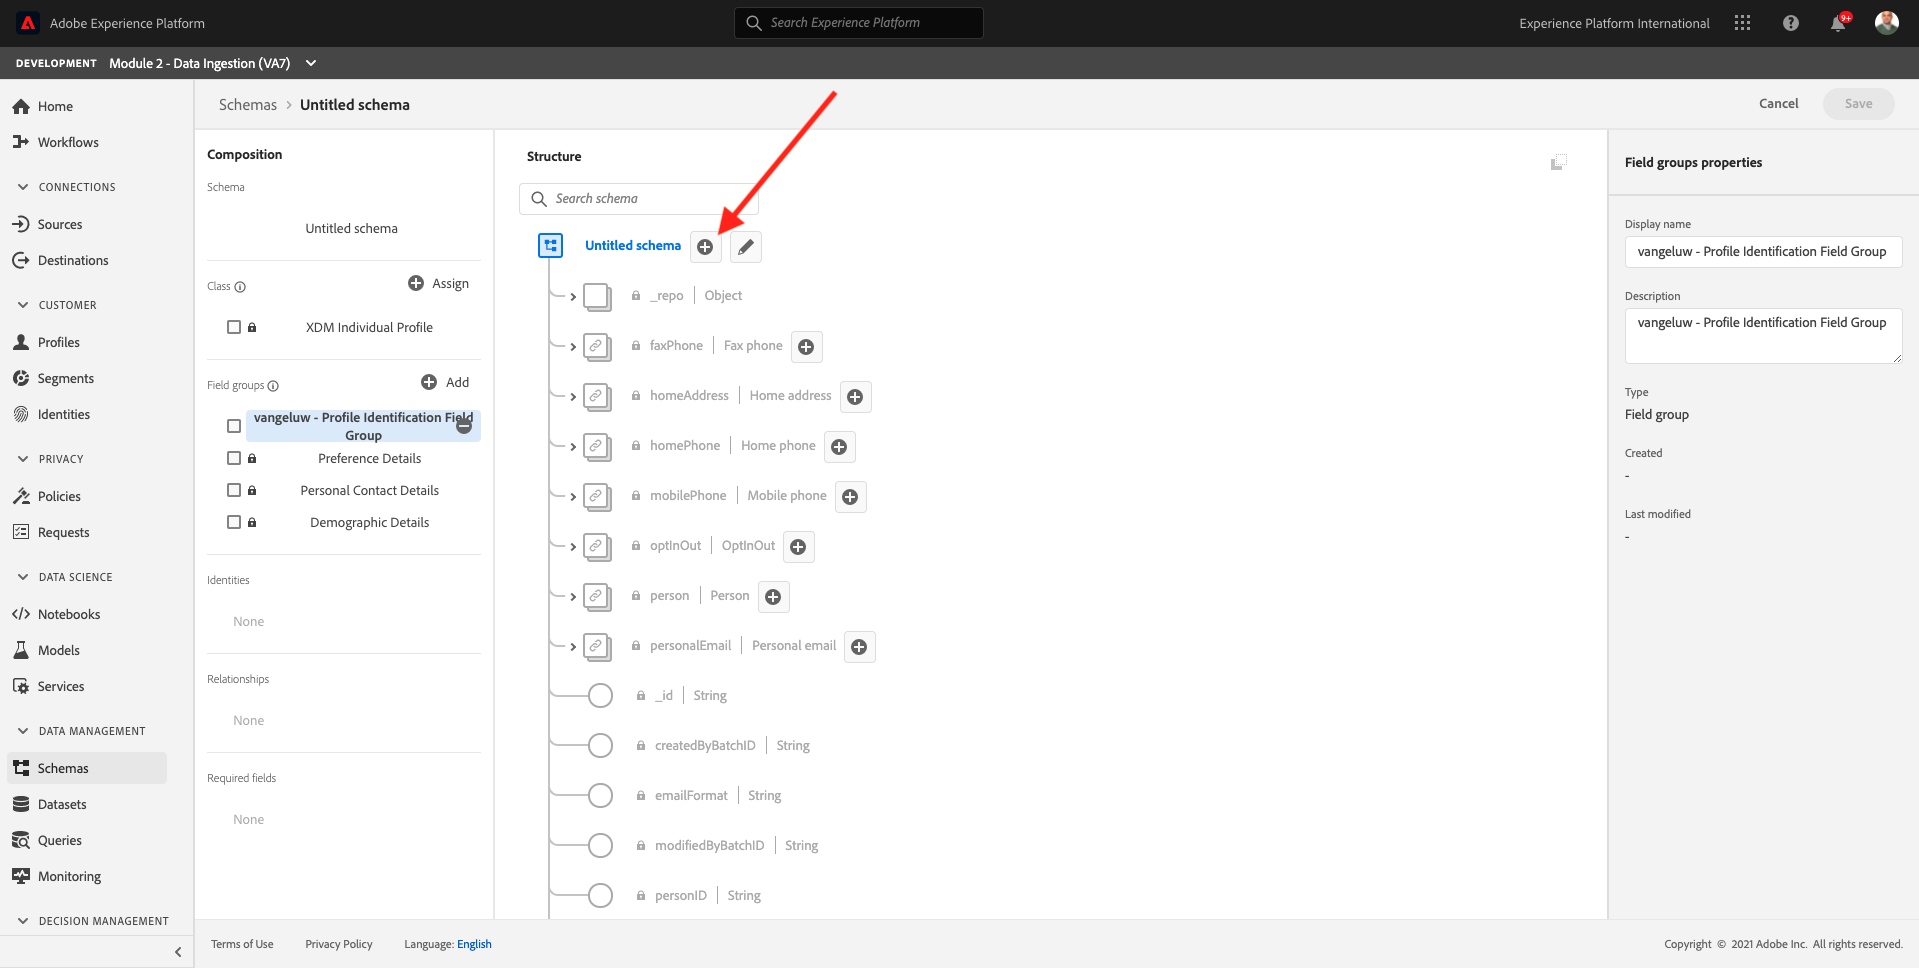 Adobe Experience Platform
Search Experience Platform
Experience Platform International
9+
DEVELOPMENT Module 2 - Data Ingestion (VA7)
Home
Workflows
CONNECTIONS
Sources
Destinations
CUSTOMER
Profiles
Segments
Identities
PRIVACY
Policies
Requests
DATA SCIENCE
Notebooks
Models
Services
DATA MANAGEMENT
Schemas
Datasets
Queries
Monitoring
DECISION MANAGEMENT
Schemas > Untitled schema
Cancel
Save
Composition
Schema
Untitled schema
Class
Assign
XDM Individual Profile
Field groups
Add
vangeluw - Profile Identification Field
Group
Preference Details
Personal Contact Details
Demographic Details
Identities
None
Relationships
None
Required fields
None
Structure
Search schema
Untitled schema
_repo | Object
faxPhone | Fax phone
homeAddress | Home address
homePhone | Home phone
mobilePhone | Mobile phone
optInOut | OptInOut
person | Person
personalEmail | Personal email
_id | String
createdByBatchID | String
emailFormat | String
modifiedByBatchID | String
personID | String
Field groups properties
Display name
vangeluw - Profile Identification Field Group
Description
vangeluw - Profile Identification Field Group
Type
Field group
Created
-
Last modified
-
Terms of Use
Privacy Policy
Language: English
Copyright © 2021 Adobe Inc. All rights reserved.